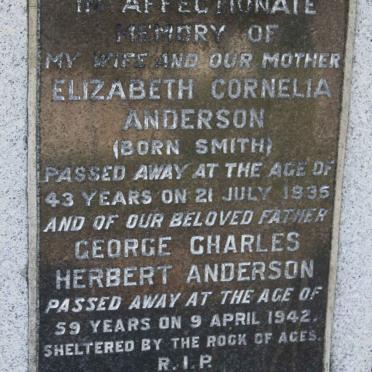 IN AFFECTIONATE
MEMORY OF
MY WIFE AND OUR MOTHER
ELIZABETH CORNELIA
ANDERSON
(BORN SMITH)
PASSED AWAY AT THE AGE OF
43 YEARS ON 21 JULY 1935
AND OF OUR BELOVED FATHER
GEORGE CHARLES
HERBERT ANDERSON
PASSED AWAY AT THE AGE OF
59 YEARS ON 9 APRIL 1942.
SHELTERED BY THE ROCK OF AGES.
R.I.P.